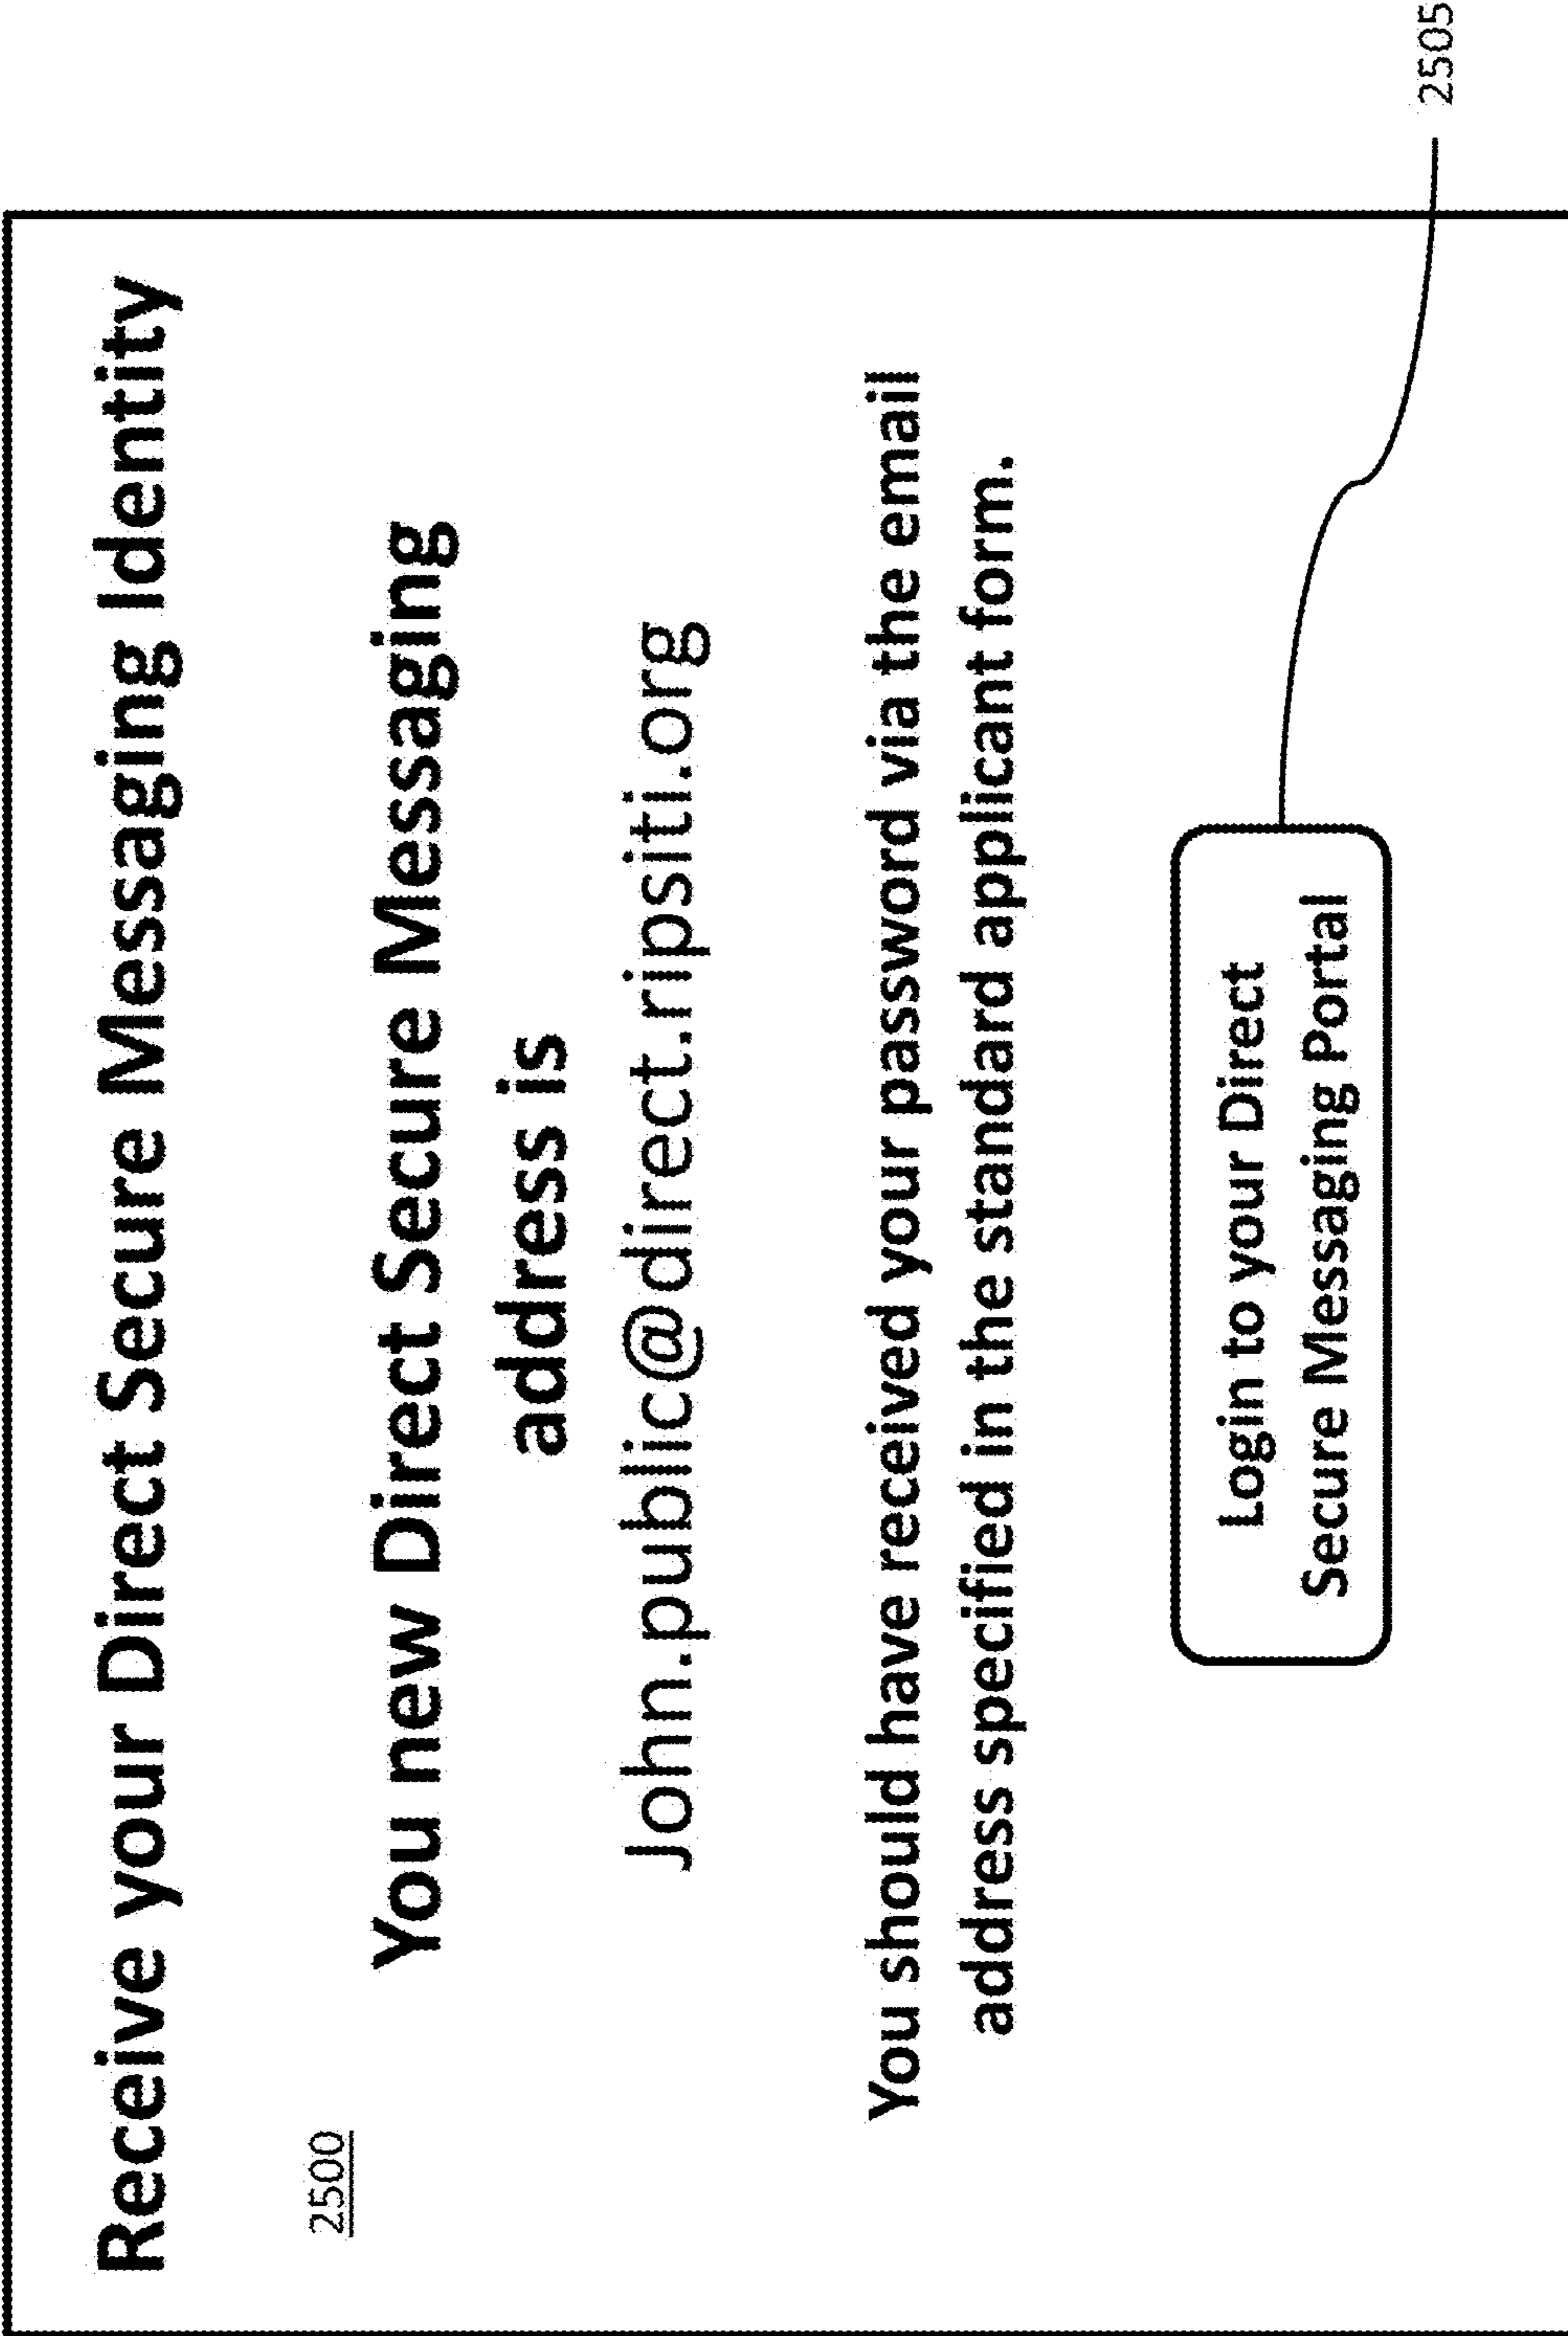 Receive your Direct Secure Messaging Identity
2500
You new Direct Secure Messaging
address is
John.public@direct.ripsiti.org
You should have received your password via the email
address specified in the standard applicant form.
Login to your Direct
Secure Messaging Portal
2505